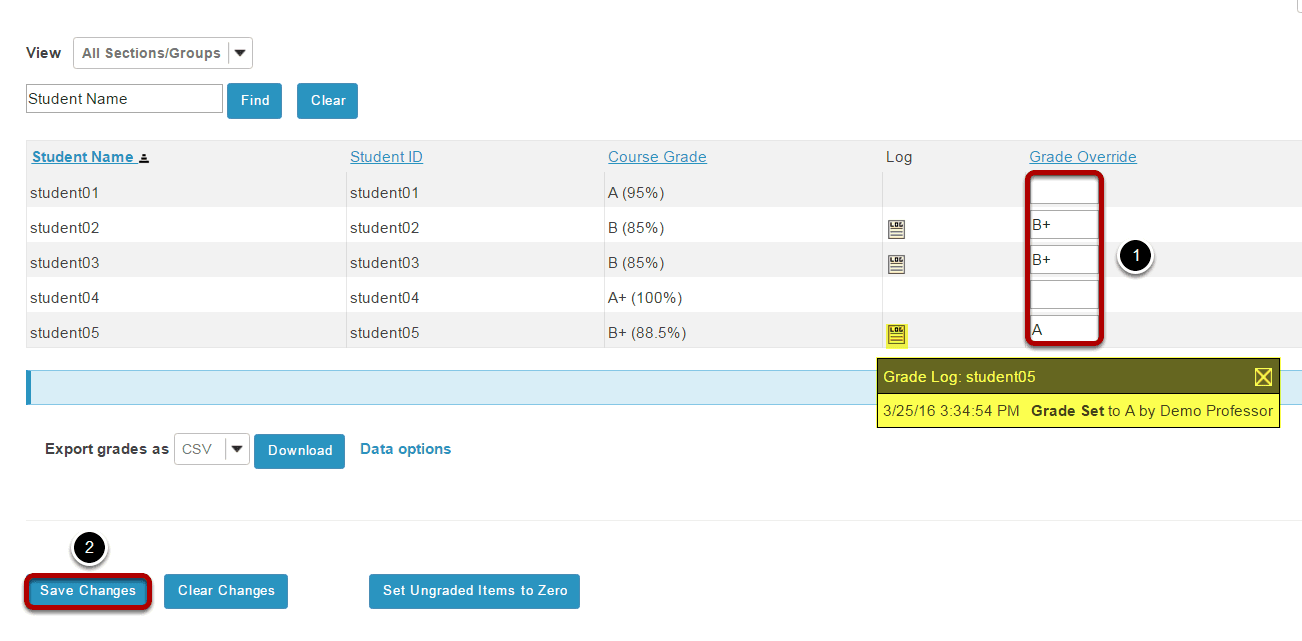 View All Sections/Groups
Student Name Find Clear
Student Name Student ID Course Grade Log Grade Override
student01 student01 A (95%)
student02 student02 B (85%) LOG B+
student03 student03 B (85%) LOG B+
1
student04 student04 A+ (100%)
student05 student05 B+ (88.5%) LOG A
Grade Log: student05
3/25/16 3:34:54 PM Grade Set to A by Demo Professor
Export grades as CSV Download Data options
2
Save Changes Clear Changes Set Ungraded Items to Zero